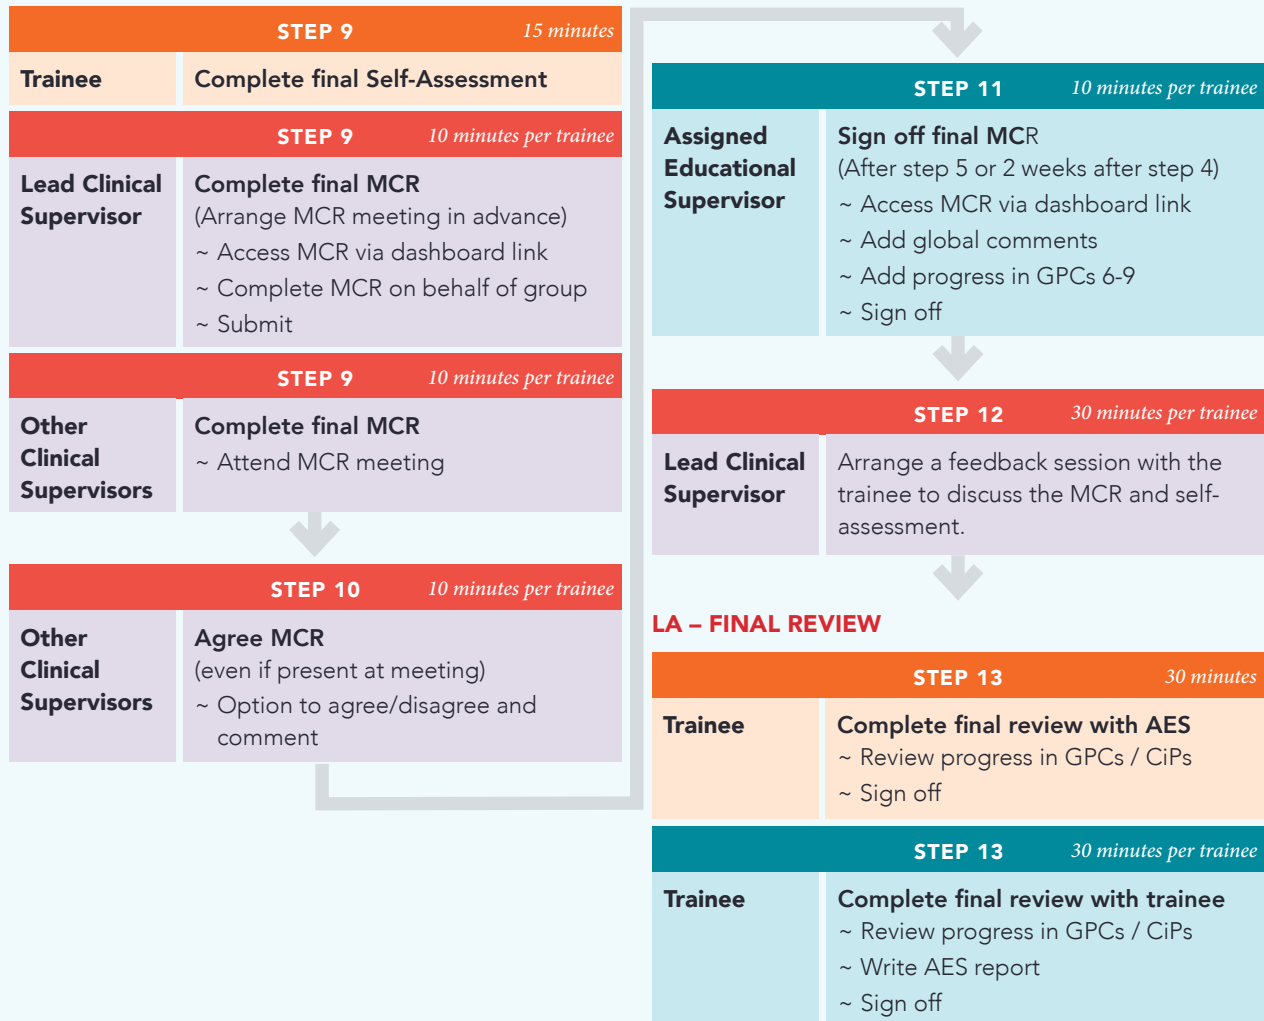 STEP 9 15 minutes
Trainee Complete final Self-Assessment
STEP 9 10 minutes per trainee
Lead Clinical Supervisor
Complete final MCR
(Arrange MCR meeting in advance)
~ Access MCR via dashboard link
~ Complete MCR on behalf of group
~ Submit
STEP 9 10 minutes per trainee
Other
Clinical
Supervisors
Complete final MCR
~ Attend MCR meeting
STEP 10 10 minutes per trainee
Other
Clinical
Supervisors
Agree MCR
(even if present at meeting)
~ Option to agree/disagree and
comment
STEP 11 10 minutes per trainee
Assigned
Educational
Supervisor
Sign off final MCR
(After step 5 or 2 weeks after step 4)
~ Access MCR via dashboard link
~ Add global comments
~ Add progress in GPCs 6-9
~ Sign off
STEP 12 30 minutes per trainee
Lead Clinical
Supervisor
Arrange a feedback session with the
trainee to discuss the MCR and self-
assessment.
LA – FINAL REVIEW
STEP 13 30 minutes
Trainee
Complete final review with AES
~ Review progress in GPCs / CiPs
~ Sign off
STEP 13 30 minutes per trainee
Trainee
Complete final review with trainee
~ Review progress in GPCs / CiPs
~ Write AES report
~ Sign off